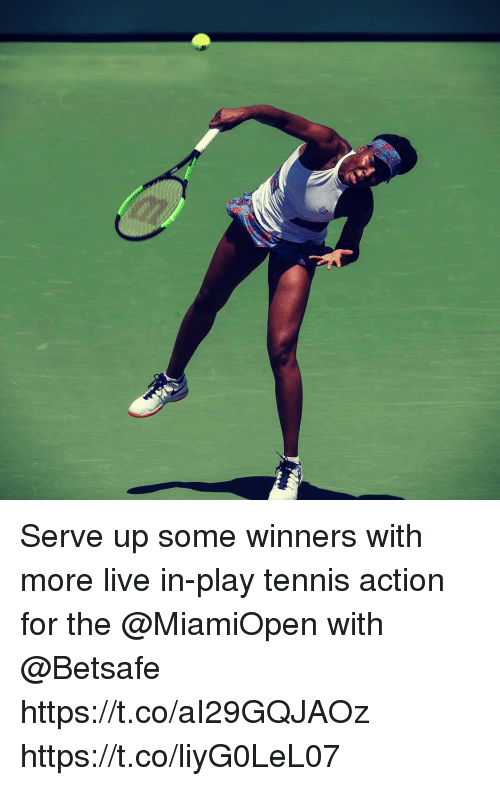 Serve up some winners with
more live in-play tennis action
for the @MiamiOpen with
@Betsafe
https://t.co/aI29GQJAOz
https://t.co/liyG0LeL07